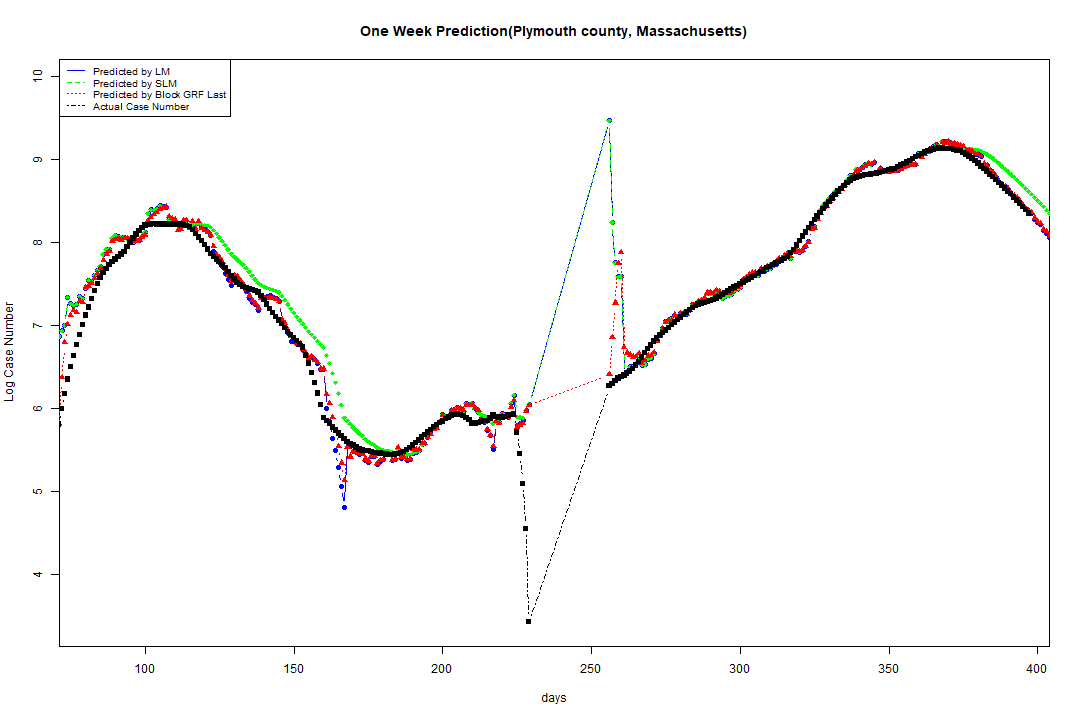 One Week Prediction(Plymouth county, Massachusetts)
Predicted by LM
Predicted by SLM
Predicted by Block GRF Last
Actual Case Number
10
9
8
7
6
5
4
Log Case Number
100
150
200
250
300
350
400
days